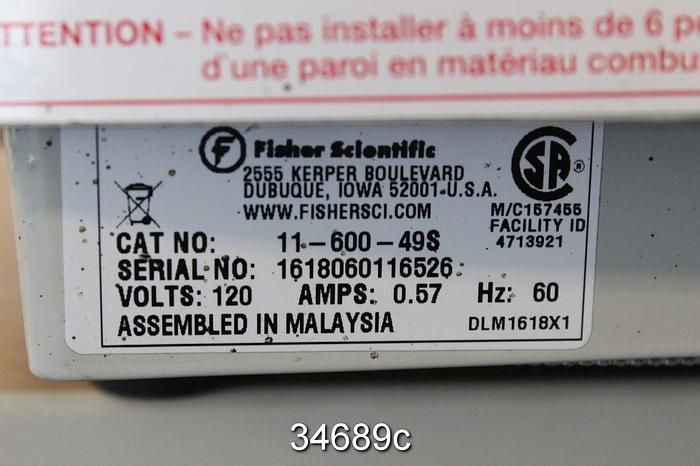 TTENTION – Ne pas installer à moins de 6
d'une paroi en matériau
F Fisher Scientific
2555 KERPER BOULEVARD
DUBUQUE, IOWA 52001-U.S.A.
WWW.FISHERSCI.COM
SA ®
M/C157455
FACILITY ID
4713921
CAT NO: 11-600-49S
SERIAL NO: 1618060116526
VOLTS: 120 AMPS: 0.57 Hz: 60
ASSEMBLED IN MALAYSIA DLM1618X1
34689c